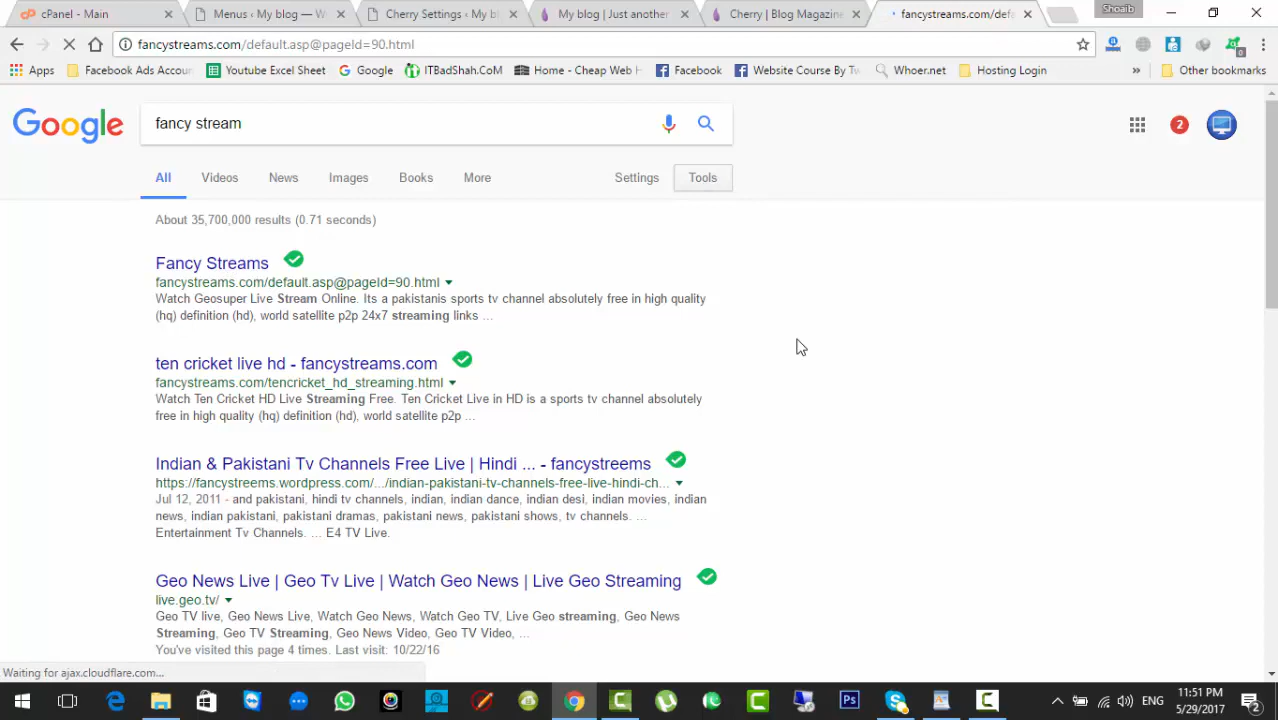 cPanel - Main
Menus ‹ My blog — W
Cherry Settings ‹ My bl
My blog | Just another
Cherry | Blog Magazine
fancystreams.com/def
Shoaib
fancystreams.com/default.asp@pageId=90.html
Apps
Facebook Ads Accoun
Youtube Excel Sheet
Google
ITBadShah.CoM
Home - Cheap Web H
Facebook
Website Course By Tw
Whoer.net
Hosting Login
»
Other bookmarks
Google
fancy stream
2
All
Videos
News
Images
Books
More
Settings
Tools
About 35,700,000 results (0.71 seconds)
Fancy Streams
fancystreams.com/default.asp@pageId=90.html
Watch Geosuper Live Stream Online. Its a pakistanis sports tv channel absolutely free in high quality
(hq) definition (hd), world satellite p2p 24x7 streaming links ...
ten cricket live hd - fancystreams.com
fancystreams.com/tencricket_hd_streaming.html
Watch Ten Cricket HD Live Streaming Free. Ten Cricket Live in HD is a sports tv channel absolutely
free in high quality (hq) definition (hd), world satellite p2p ...
Indian & Pakistani Tv Channels Free Live | Hindi ... - fancystreems
https://fancystreems.wordpress.com/.../indian-pakistani-tv-channels-free-live-hindi-ch...
Jul 12, 2011 - and pakistani, hindi tv channels, indian, indian dance, indian desi, indian movies, indian
news, indian pakistani, pakistani dramas, pakistani news, pakistani shows, tv channels. ...
Entertainment Tv Channels. ... E4 TV Live.
Geo News Live | Geo Tv Live | Watch Geo News | Live Geo Streaming
live.geo.tv/
Geo TV live, Geo News Live, Watch Geo News, Watch Geo TV, Live Geo streaming, Geo News
Streaming, Geo TV Streaming, Geo News Video, Geo TV Video, ...
You've visited this page 4 times. Last visit: 10/22/16
Waiting for ajax.cloudflare.com...
Ps
ENG
11:51 PM
5/29/2017
2